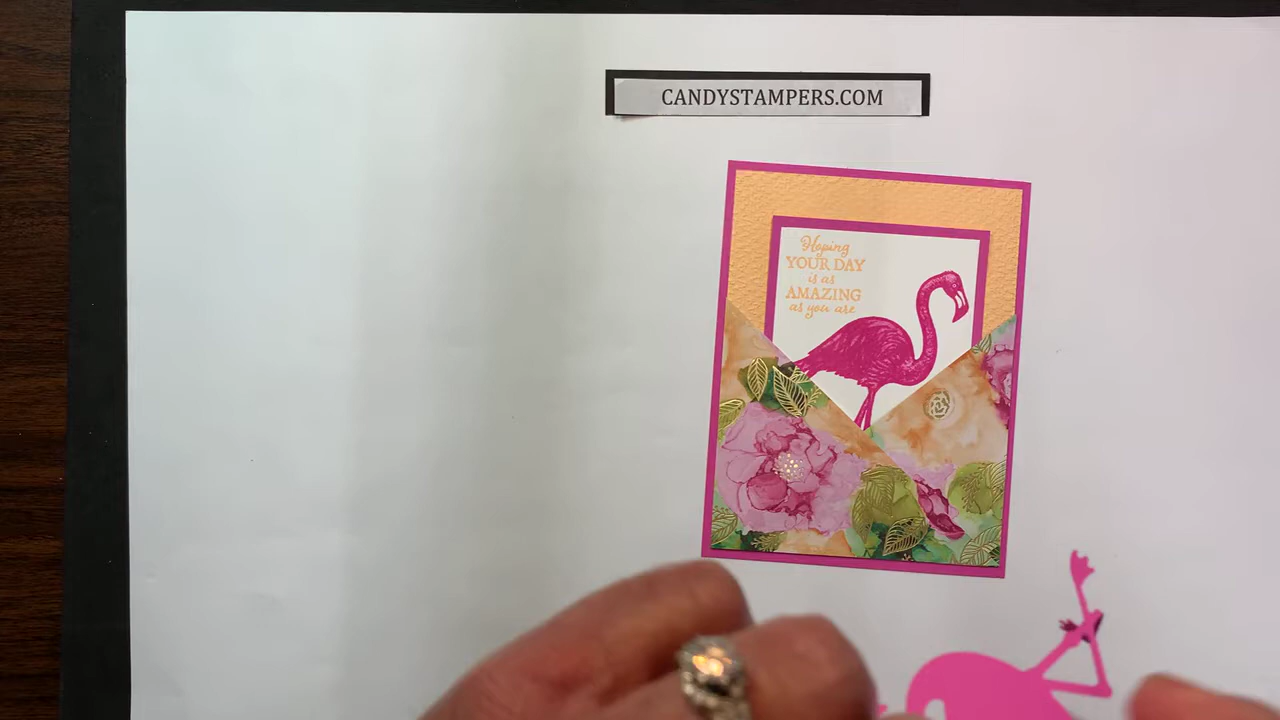 CANDYSTAMPERS.COM
Hoping
YOUR DAY
is as
AMAZING
as you are